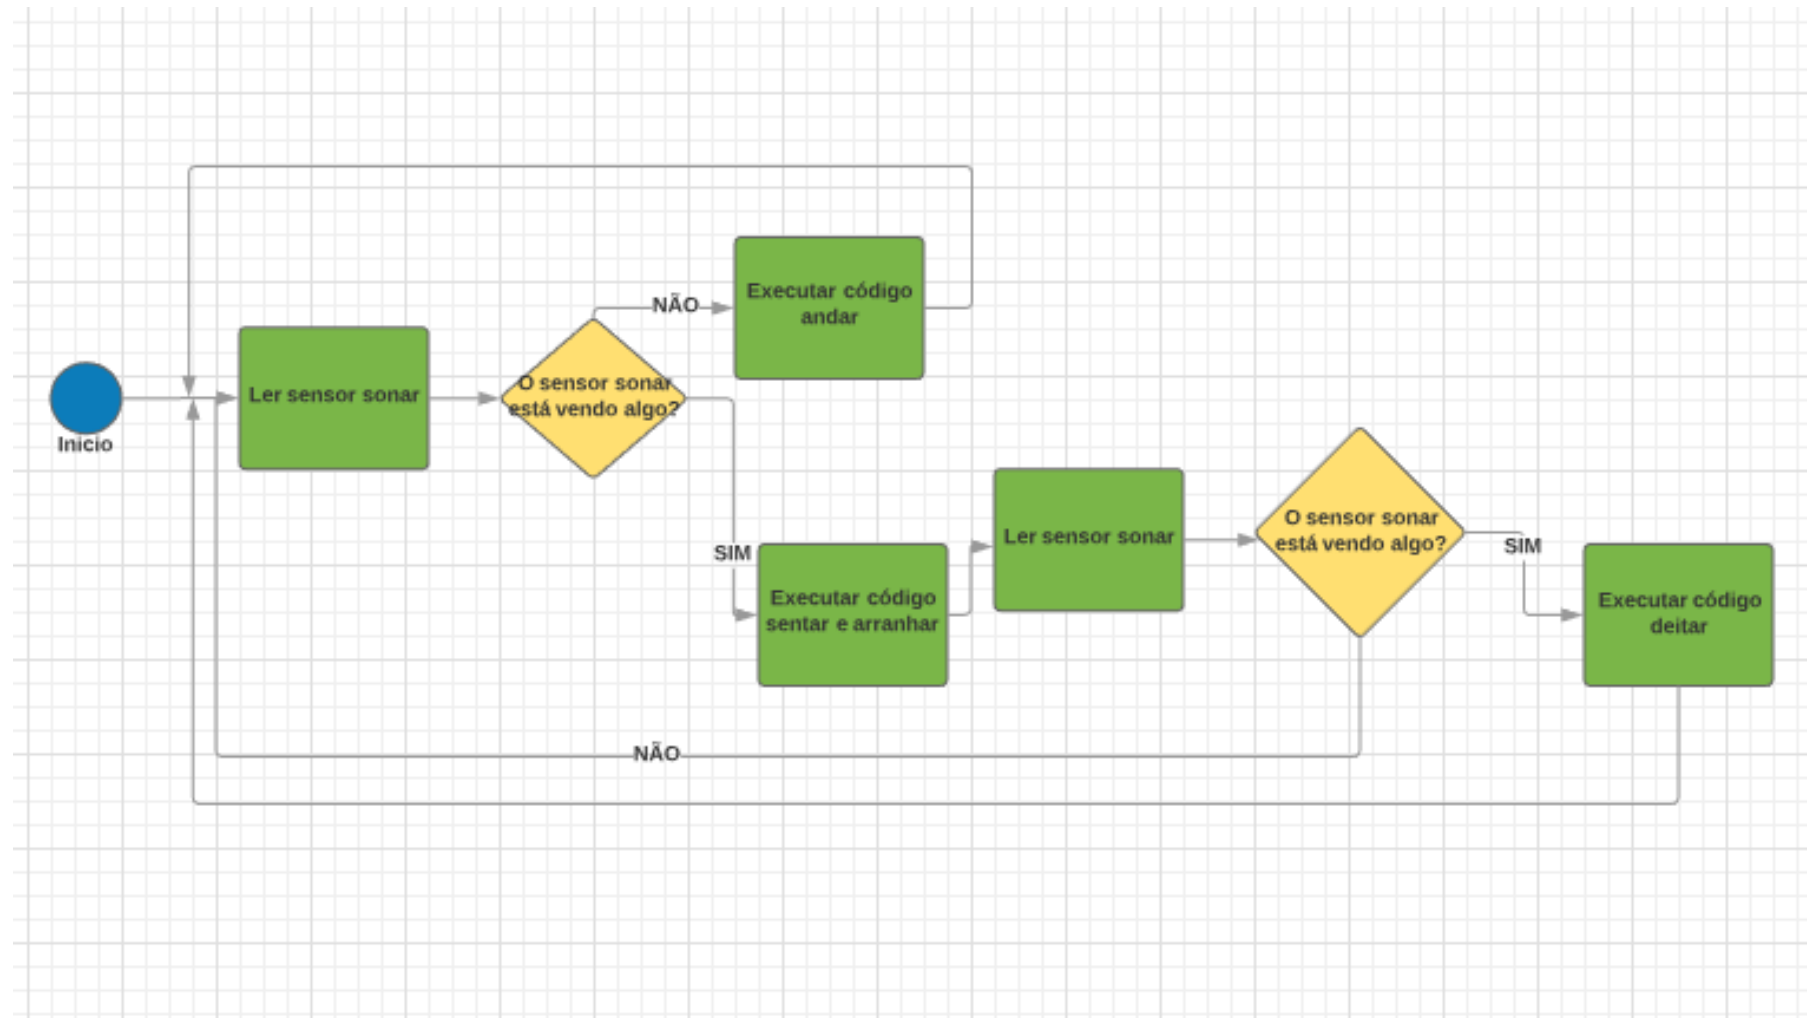 Inicio
Ler sensor sonar
O sensor sonar
está vendo algo?
NÃO
Executar código
andar
SIM
Executar código
sentar e arranhar
Ler sensor sonar
O sensor sonar
está vendo algo?
SIM
Executar código
deitar
NÃO